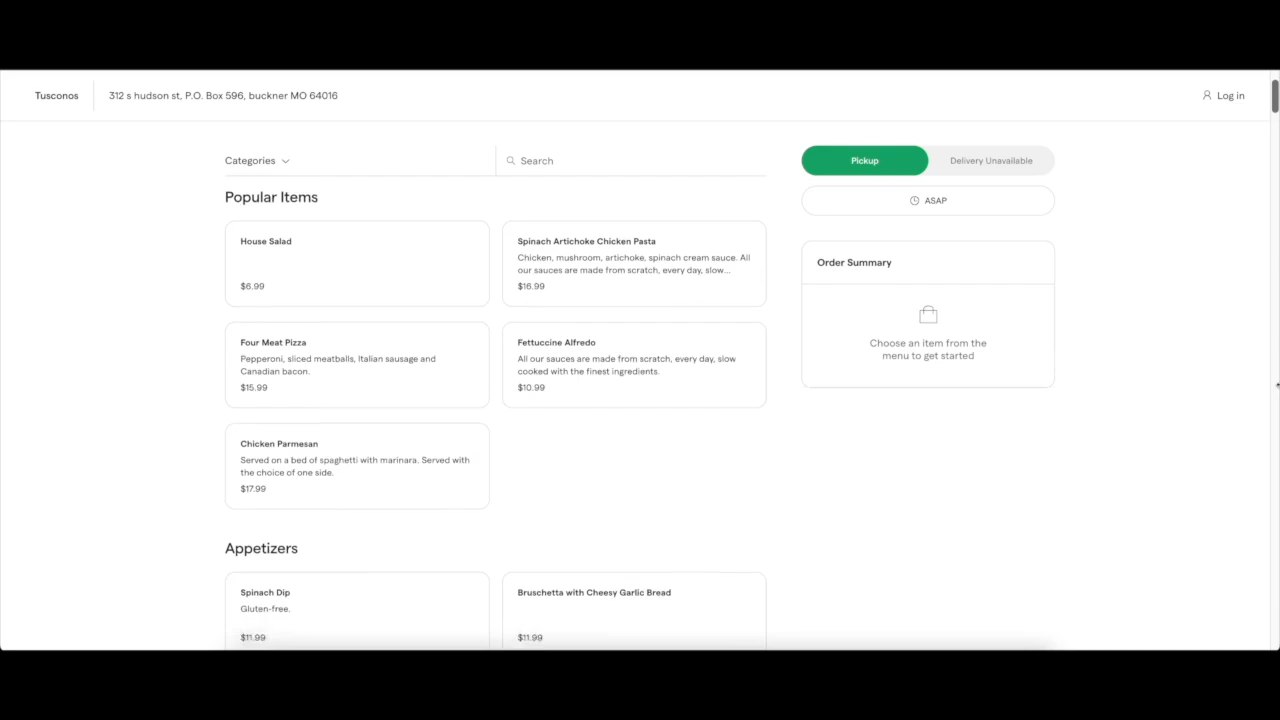 Tusconos
312 s hudson st, P.O. Box 596, buckner MO 64016
Log in
Categories
Search
Pickup
Delivery Unavailable
ASAP
Popular Items
House Salad
$6.99
Spinach Artichoke Chicken Pasta
Chicken, mushroom, artichoke, spinach cream sauce. All
our sauces are made from scratch, every day, slow...
$16.99
Four Meat Pizza
Pepperoni, sliced meatballs, Italian sausage and
Canadian bacon.
$15.99
Fettuccine Alfredo
All our sauces are made from scratch, every day, slow
cooked with the finest ingredients.
$10.99
Chicken Parmesan
Served on a bed of spaghetti with marinara. Served with
the choice of one side.
$17.99
Order Summary
Choose an item from the
menu to get started
Appetizers
Spinach Dip
Gluten-free.
$11.99
Bruschetta with Cheesy Garlic Bread
$11.99